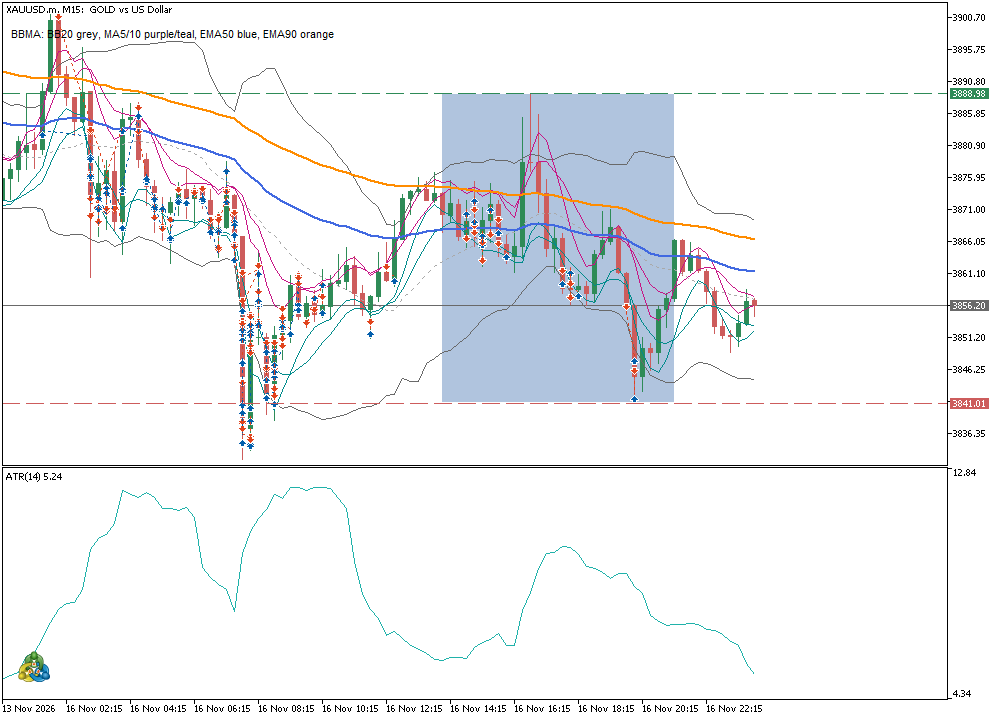 XAUUSD.m, M15: GOLD vs US Dollar
BBMA: BB20 grey, MA5/10 purple/teal, EMA50 blue, EMA90 orange
3900.70
3895.75
3890.80
3888.98
3885.85
3880.90
3875.95
3871.00
3866.05
3861.10
3856.20
3851.20
3846.25
3841.01
3836.35
ATR(14) 5.24
12.84
4.34
13 Nov 2026
16 Nov 02:15
16 Nov 04:15
16 Nov 06:15
16 Nov 08:15
16 Nov 10:15
16 Nov 12:15
16 Nov 14:15
16 Nov 16:15
16 Nov 18:15
16 Nov 20:15
16 Nov 22:15